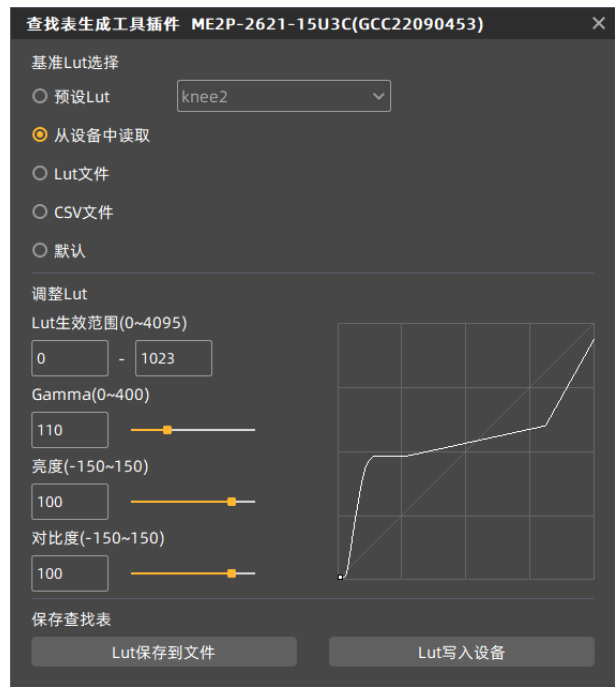 查找表生成工具插件 ME2P-2621-15U3C(GCC22090453)
基准Lut选择
预设Lut knee2
从设备中读取
Lut文件
CSV文件
默认
调整Lut
Lut生效范围(0~4095)
0 - 1023
Gamma(0~400)
110
亮度(-150~150)
100
对比度(-150~150)
100
保存查找表
Lut保存到文件 Lut写入设备